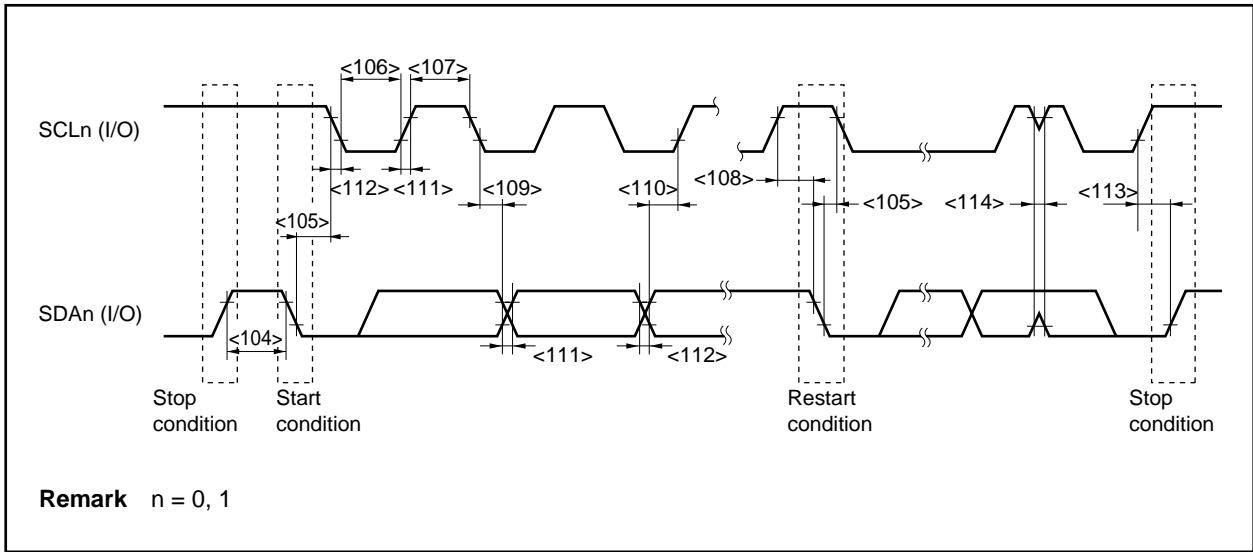 <106> <107>
SCLn (I/O)
<112> <111> <109> <110> <108> <105> <114> <113>
<105>
SDAn (I/O)
<104> <111> <112>
Stop condition
Start condition
Restart condition
Stop condition
Remark n = 0, 1